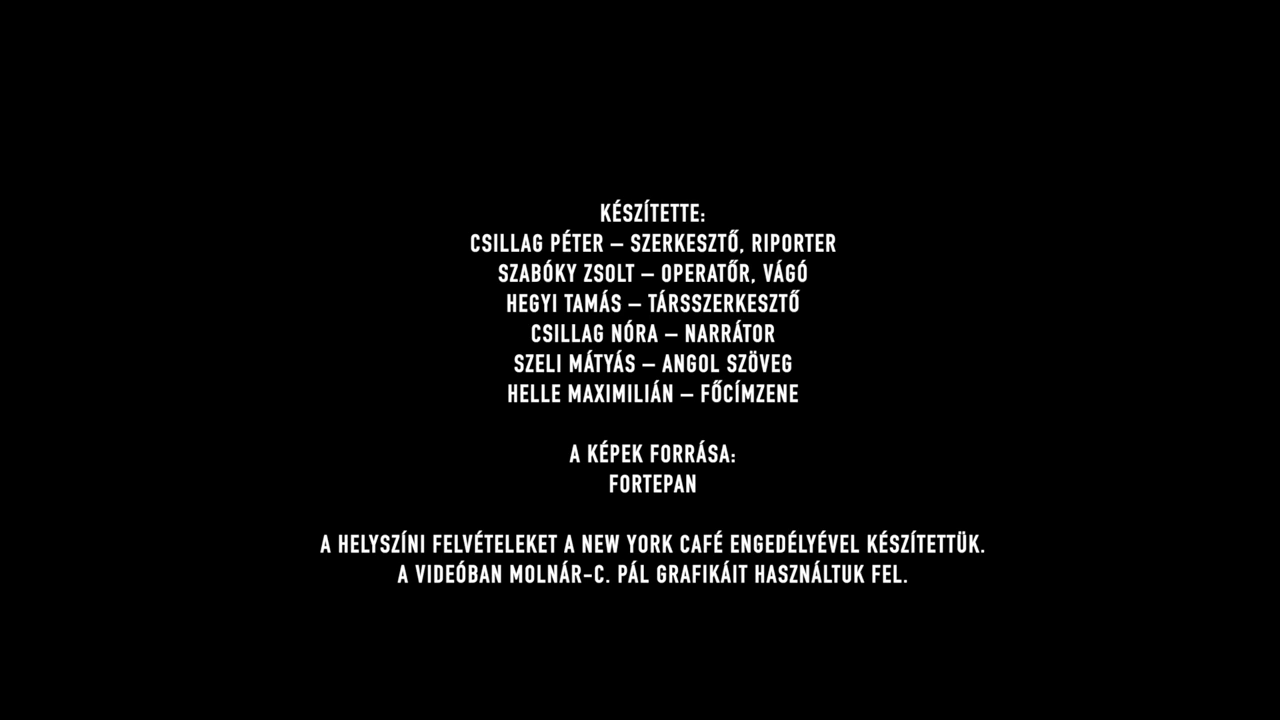 KÉSZÍTETTE:
CSILLAG PÉTER – SZERKESZTŐ, RIPORTER
SZABÓKY ZSOLT – OPERATŐR, VÁGÓ
HEGYI TAMÁS – TÁRSSZERKESZTŐ
CSILLAG NÓRA – NARRÁTOR
SZELI MÁTYÁS – ANGOL SZÖVEG
HELLE MAXIMILIÁN – FŐCÍMZENE
A KÉPEK FORRÁSA:
FORTEPAN
A HELYSZÍNI FELVÉTELEKET A NEW YORK CAFÉ ENGEDÉLYÉVEL KÉSZÍTETTÜK.
A VIDEÓBAN MOLNÁR-C. PÁL GRAFIKÁIT HASZNÁLTUK FEL.